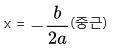 x = − b/2a (중근)